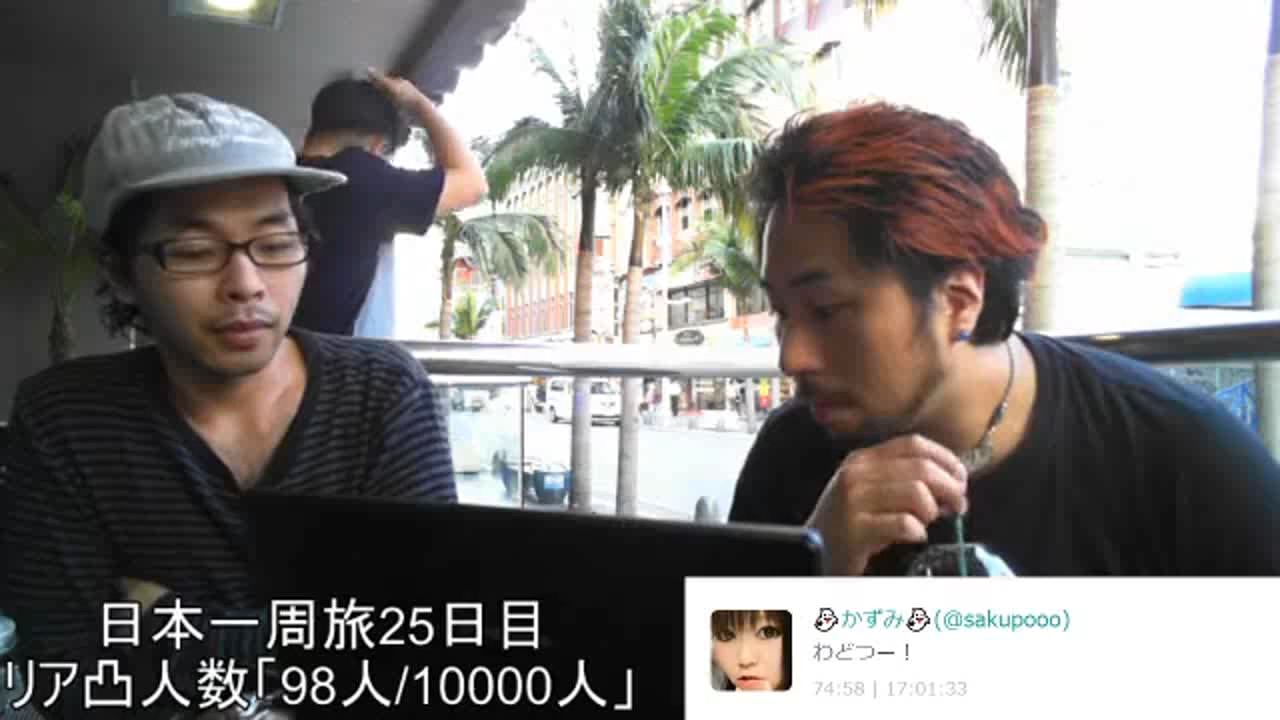 日本一周旅25日目
リア凸人数「98人/10000人」
かずみ(@sakupooo)
わどつー！
74:58 | 17:01:33